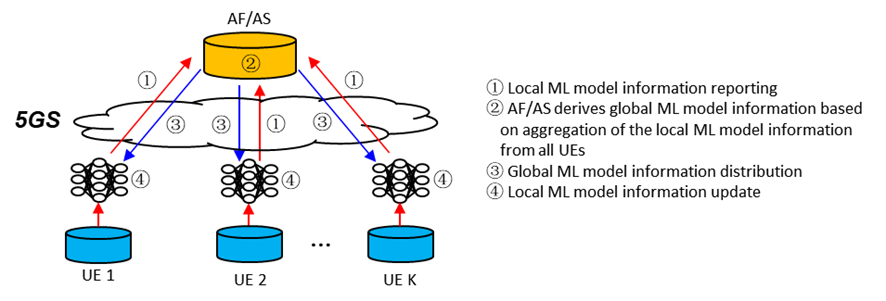 AF/AS
②
①
①
①
5GS
③
③
①
③
④
④
④
...
UE 1
UE 2
UE K
① Local ML model information reporting
② AF/AS derives global ML model information based
on aggregation of the local ML model information
from all UEs
③ Global ML model information distribution
④ Local ML model information update